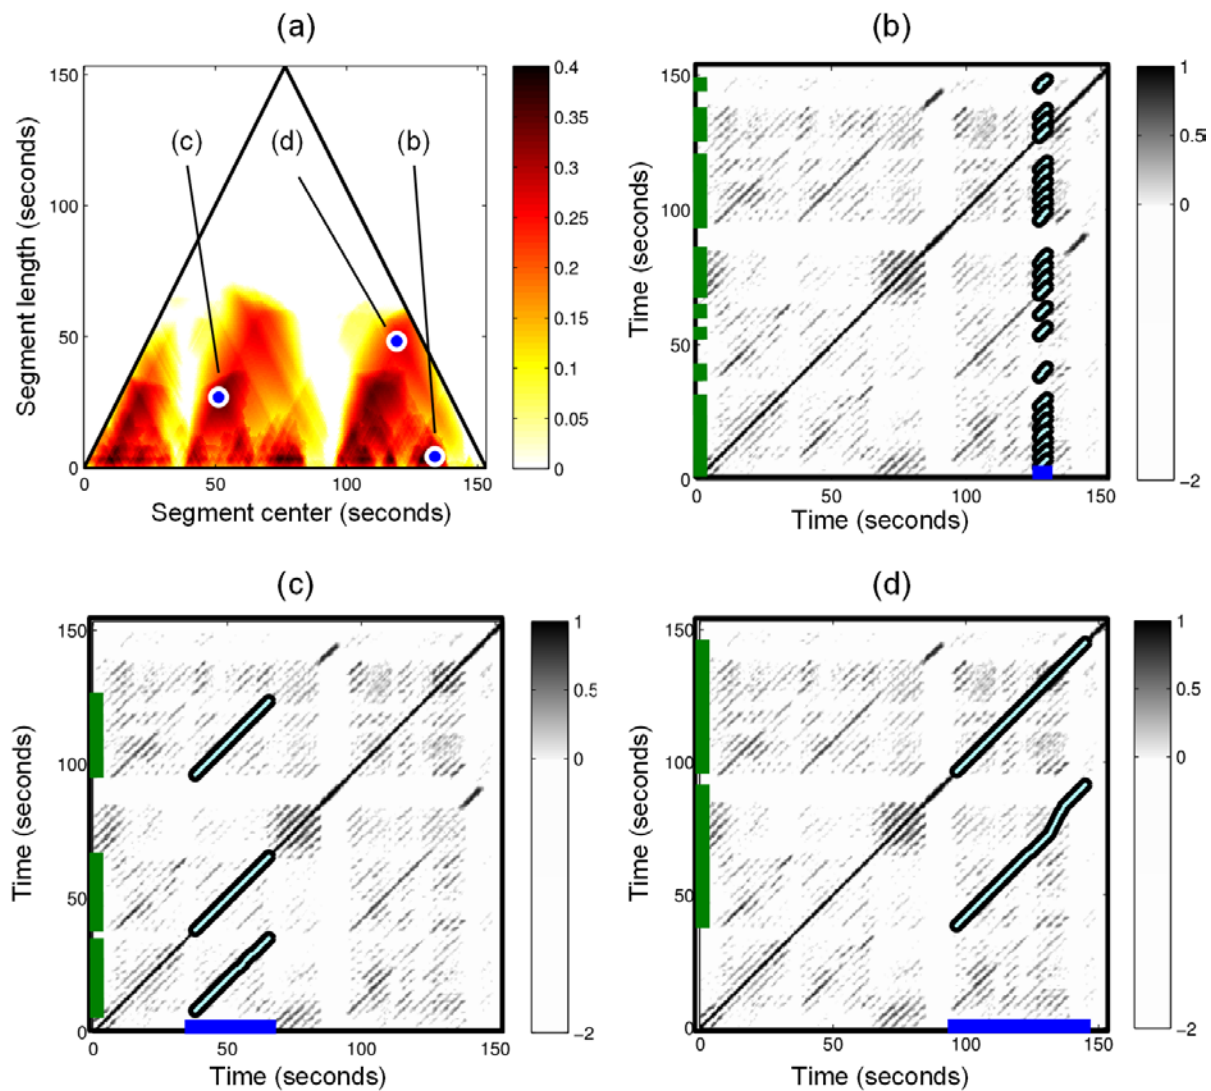 (a)
150
100
50
0
0 50 100 150
Segment length (seconds)
Segment center (seconds)
(c) (d) (b)
0.4
0.35
0.3
0.25
0.2
0.15
0.1
0.05
0
(b)
150
100
50
0
0 50 100 150
Time (seconds)
Time (seconds)
1
0.5
0
−2
(c)
150
100
50
0
0 50 100 150
Time (seconds)
Time (seconds)
1
0.5
0
−2
(d)
150
100
50
0
0 50 100 150
Time (seconds)
Time (seconds)
1
0.5
0
−2